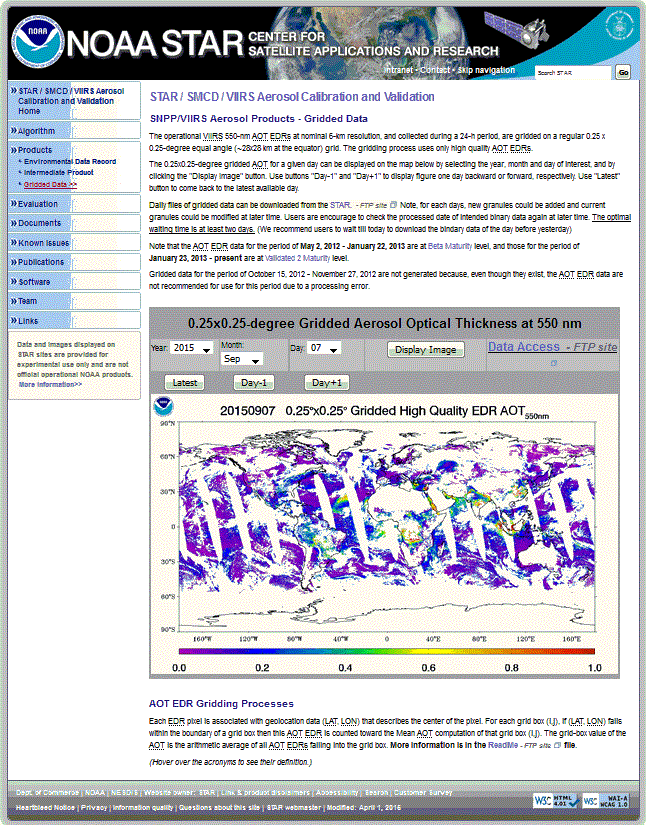 NOAA
NOAA STAR CENTER FOR
SATELLITE APPLICATIONS AND RESEARCH
Intranet • Contact • skip navigation
Search STAR
Go
» STAR / SMCD / VIIRS Aerosol
Calibration and Validation
Home
» Algorithm
» Products
Environmental Data Record
Intermediate Product
Gridded Data >>
» Evaluation
» Documents
» Known Issues
» Publications
» Software
» Team
» Links
Data and images displayed on
STAR sites are provided for
experimental use only and are not
official operational NOAA products.
More information>>
STAR / SMCD / VIIRS Aerosol Calibration and Validation
SNPP/VIIRS Aerosol Products - Gridded Data
The operational VIIRS 550-nm AOT EDRs at nominal 6-km resolution, and collected during a 24-h period, are gridded on a regular 0.25 x
0.25-degree equal angle grid (~28x28 km at the equator) grid. The gridding process uses only high quality AOT EDRs.
The 0.25x0.25-degree gridded AOT for a given day can be displayed on the map below by selecting the year, month and day of interest, and by
clicking the "Display Image" button. Use buttons "Day-1" and "Day+1" to display figure one day backward or forward, respectively. Use "Latest"
button to come back to the latest available day.
Daily files of gridded data can be downloaded from the STAR. - FTP site Note, for each days, new granules could be added and current
granules could be modified at later time. Users are encourage to check the processed date of intended binary data again at later time. The optimal
waiting time is at least two days. (We recommend users to wait till today to download the bindary data of the day before yesterday)
Note that the AOT EDR data for the period of May 2, 2012 - January 22, 2013 are at Beta Maturity level, and those for the period of
January 23, 2013 - present are at Validated 2 Maturity level.
Gridded data for the period of October 15, 2012 - November 27, 2012 are not generated because, even though they exist, the AOT EDR data are
not recommended for use for this period due to a processing error.
0.25x0.25-degree Gridded Aerosol Optical Thickness at 550 nm
Year: 2015 Month: Sep Day: 07 Display Image Data Access - FTP site
Latest Day-1 Day+1
20150907 0.25°x0.25° Gridded High Quality EDR AOT550nm
90°N
60°N
30°N
0
30°S
60°S
90°S
160°W 120°W 80°W 40°W 0 40°E 80°E 120°E 160°E
0.0 0.2 0.4 0.6 0.8 1.0
AOT EDR Gridding Processes
Each EDR pixel is associated with geolocation data (LAT, LON) that describes the center of the pixel. For each grid box (I,j), if (LAT, LON) falls
within the boundary of a grid box then this AOT EDR is counted toward the Mean AOT computation of that grid box (I,j). The grid-box value of the
AOT is the arithmetic average of all AOT EDRs falling into the grid box. More information is in the ReadMe - FTP site file.
(Hover the acronyms to see their definition.)
Dept. of Commerce | NOAA | NESDIS | Website owner: STAR | Link & product disclaimers | Accessibility | Search | Customer Survey
Heartbleed Notice | Privacy | Information quality | Questions about this site | STAR webmaster | Modified: April 1, 2015
W3C HTML 4.01
W3C WAI-A WCAG 1.0